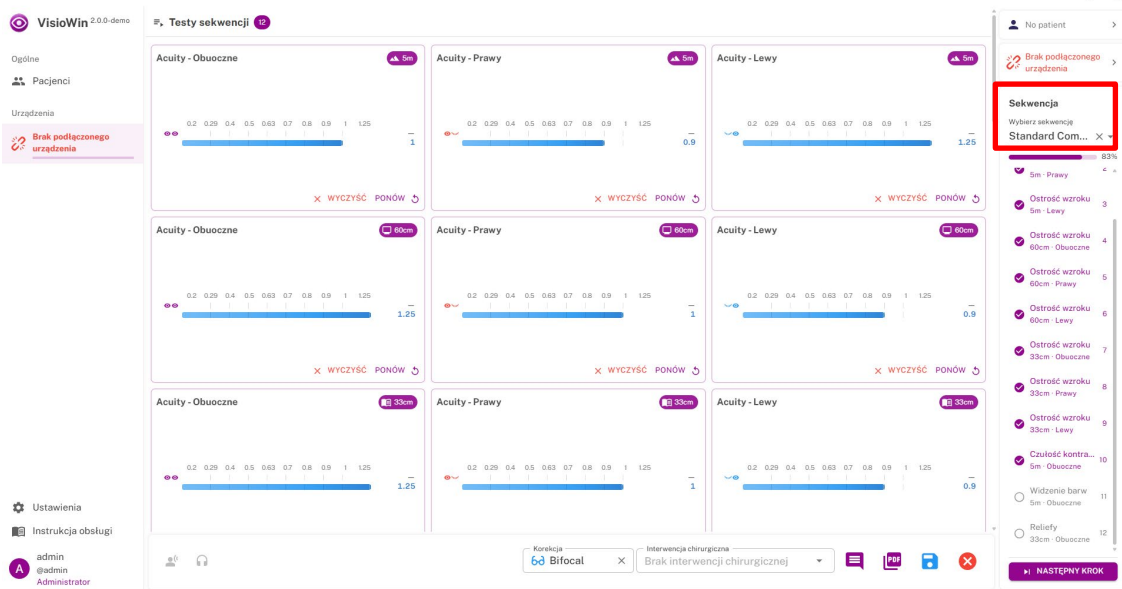 VisioWin 2.0.0-demo
Ogólne
Pacjenci
Urządzenia
Brak podłączonego
urządzenia
Ustawienia
Instrukcja obsługi
A
admin
@admin
Administrator
Testy sekwencji 12
Acuity - Obuoczne 5m
0.2 0.29 0.4 0.5 0.63 0.7 0.8 0.9 1 1.25
–
1
WYCZYŚĆ PONÓW
Acuity - Prawy 5m
0.2 0.29 0.4 0.5 0.63 0.7 0.8 0.9 1 1.25
–
0.9
WYCZYŚĆ PONÓW
Acuity - Lewy 5m
0.2 0.29 0.4 0.5 0.63 0.7 0.8 0.9 1 1.25
–
1.25
WYCZYŚĆ PONÓW
Acuity - Obuoczne 60cm
0.2 0.29 0.4 0.5 0.63 0.7 0.8 0.9 1 1.25
–
1.25
WYCZYŚĆ PONÓW
Acuity - Prawy 60cm
0.2 0.29 0.4 0.5 0.63 0.7 0.8 0.9 1 1.25
–
1
WYCZYŚĆ PONÓW
Acuity - Lewy 60cm
0.2 0.29 0.4 0.5 0.63 0.7 0.8 0.9 1 1.25
–
0.9
WYCZYŚĆ PONÓW
Acuity - Obuoczne 33cm
0.2 0.29 0.4 0.5 0.63 0.7 0.8 0.9 1 1.25
–
1.25
Acuity - Prawy 33cm
0.2 0.29 0.4 0.5 0.63 0.7 0.8 0.9 1 1.25
–
1
Acuity - Lewy 33cm
0.2 0.29 0.4 0.5 0.63 0.7 0.8 0.9 1 1.25
–
0.9
Korekcja
Bifocal
Interwencja chirurgiczna
Brak interwencji chirurgicznej
PDF
No patient
Brak podłączonego
urządzenia
Sekwencja
Wybierz sekwencję
Standard Com...
83%
5m · Prawy 2
Ostrość wzroku 3
5m · Lewy
Ostrość wzroku 4
60cm · Obuoczne
Ostrość wzroku 5
60cm · Prawy
Ostrość wzroku 6
60cm · Lewy
Ostrość wzroku 7
33cm · Obuoczne
Ostrość wzroku 8
33cm · Prawy
Ostrość wzroku 9
33cm · Lewy
Czułość kontra... 10
5m · Obuoczne
Widzenie barw 11
5m · Obuoczne
Reliefy 12
33cm · Obuoczne
NASTĘPNY KROK